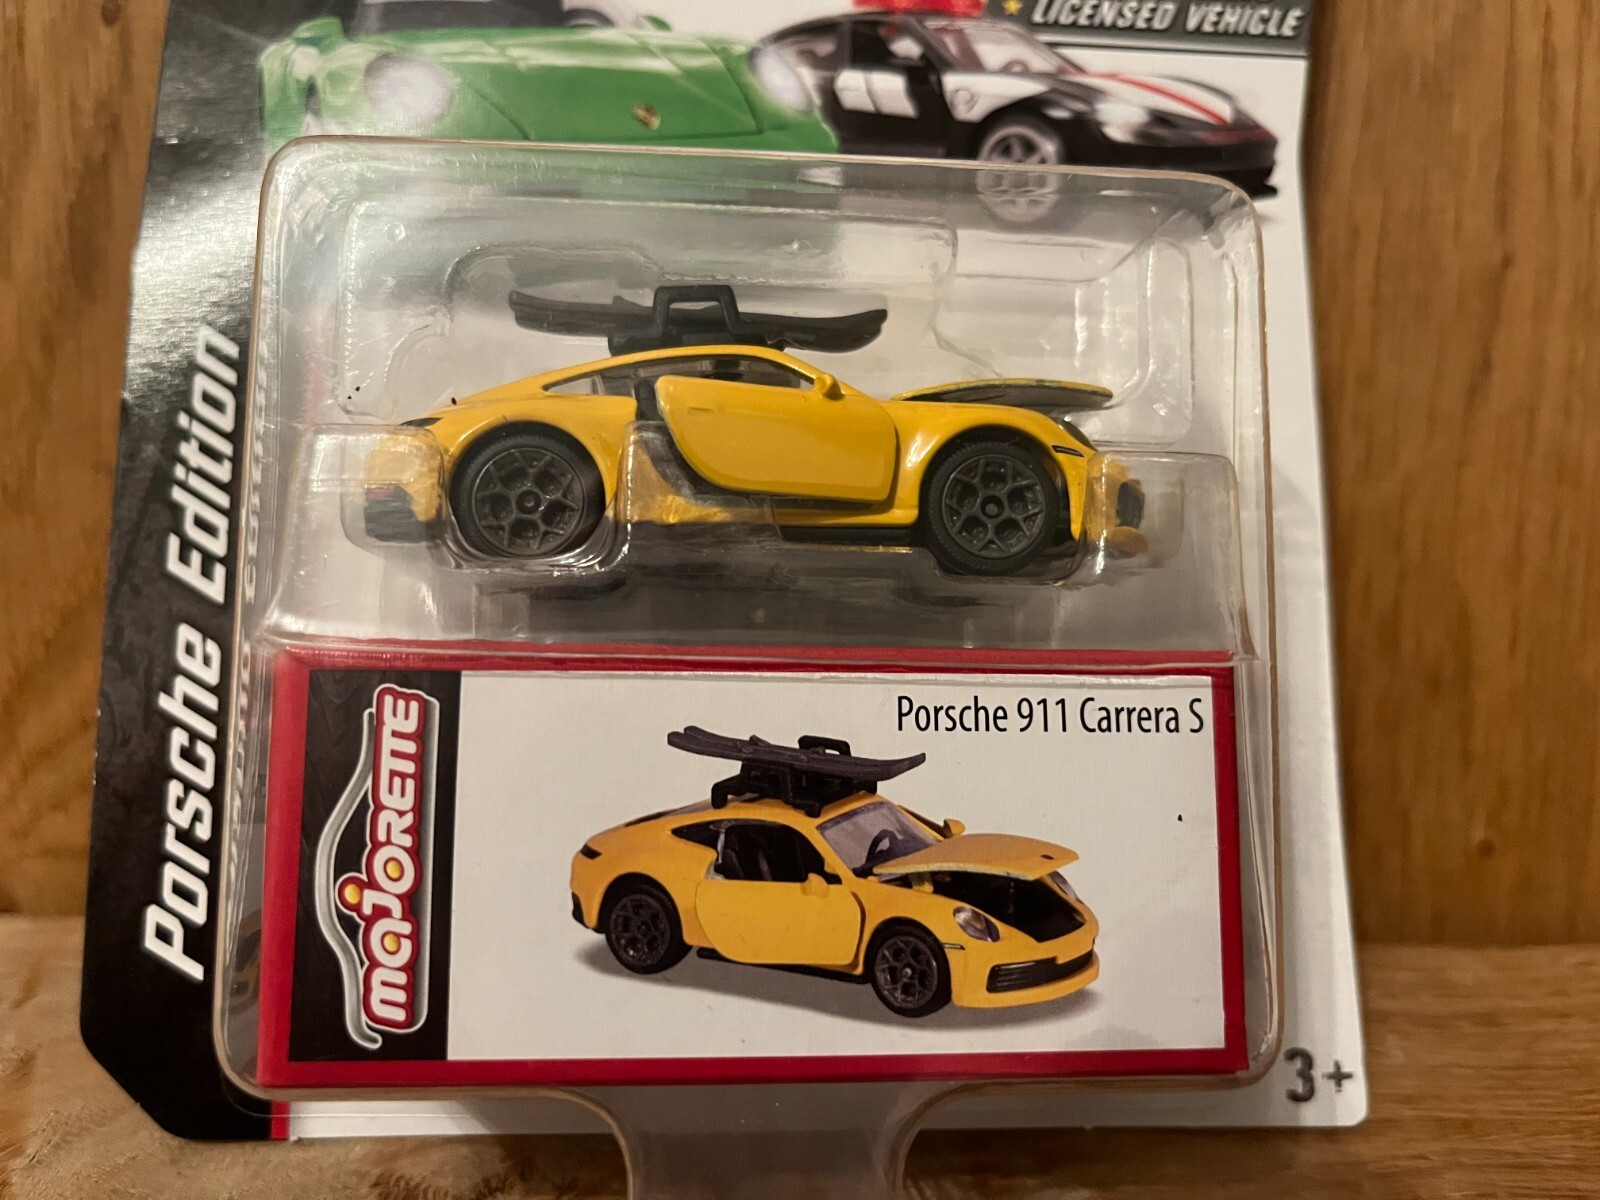 LICENSED VEHICLE
Porsche Edition
Porsche 911 Carrera S
maJORETTE
3+